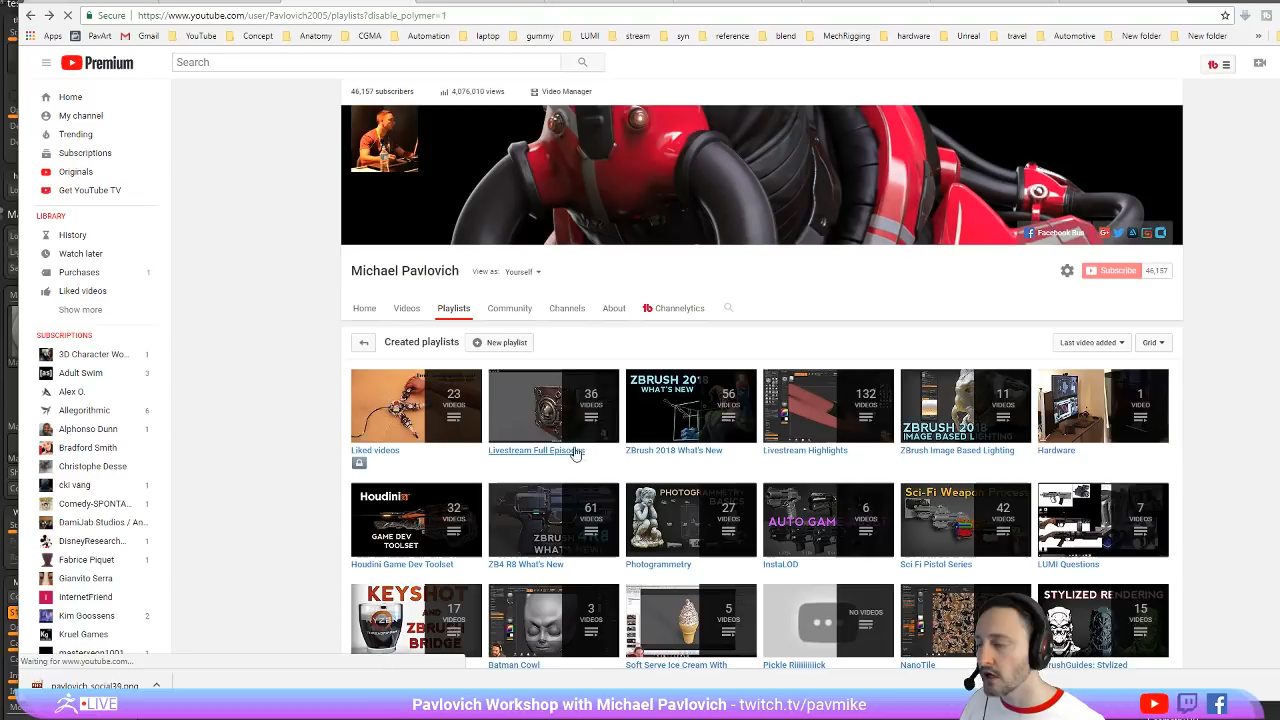 Secure
https://www.youtube.com/user/Pavlovich2005/playlists?disable_polymer=1
Apps PavArt Gmail YouTube Concept Anatomy CGMA Automat laptop gummy LUMI stream syn Science blend MechRigging hardware Unreal travel Automotive New folder New folder »
Premium
Search
Home
My channel
Trending
Subscriptions
Originals
Get YouTube TV
LIBRARY
History
Watch later
Purchases 1
Liked videos
Show more
SUBSCRIPTIONS
3D Character Wo... 1
Adult Swim 3
Alex O.
Allegorithmic 6
Alphonso Dunn 1
Bradford Smith 1
Christophe Desse
cki vang 1
Comedy-SPONTA... 1
DamiJab Studios / An...
DisneyResearch... 1
Fabrice Piquet 1
Gianvito Serra
InternetFriend
Kim Goossens 2
Kruel Games
46,157 subscribers
4,076,010 views
Video Manager
Michael Pavlovich
View as: Yourself
Subscribe 46,157
Home Videos Playlists Community Channels About Channelytics
Created playlists
New playlist
Last video added
Grid
23
VIDEOS
Liked videos
36
VIDEOS
Livestream Full Episodes
ZBRUSH 2018
WHAT'S NEW
56
VIDEOS
ZBrush 2018 What's New
132
VIDEOS
Livestream Highlights
ZBRUSH 2018
IMAGE BASED LIGHTING
11
VIDEOS
ZBrush Image Based Lighting
1
VIDEO
Hardware
Houdini
GAME DEV
TOOLSET
32
VIDEOS
Houdini Game Dev Toolset
61
VIDEOS
ZB4 R8 What's New
27
VIDEOS
Photogrammetry
AUTO GAM
6
VIDEOS
InstaLOD
Sci-Fi Weapon Process
42
VIDEOS
Sci Fi Pistol Series
7
VIDEOS
LUMI Questions
KEYSHOT
17
VIDEOS
3
VIDEOS
Batman Cowl
5
VIDEOS
Soft Serve Ice Cream With
NO VIDEOS
NanoTile
STYLIZED RENDERING
15
VIDEOS
Waiting for www.youtube.com...
LIVE
Pavlovich Workshop with Michael Pavlovich - twitch.tv/pavmike